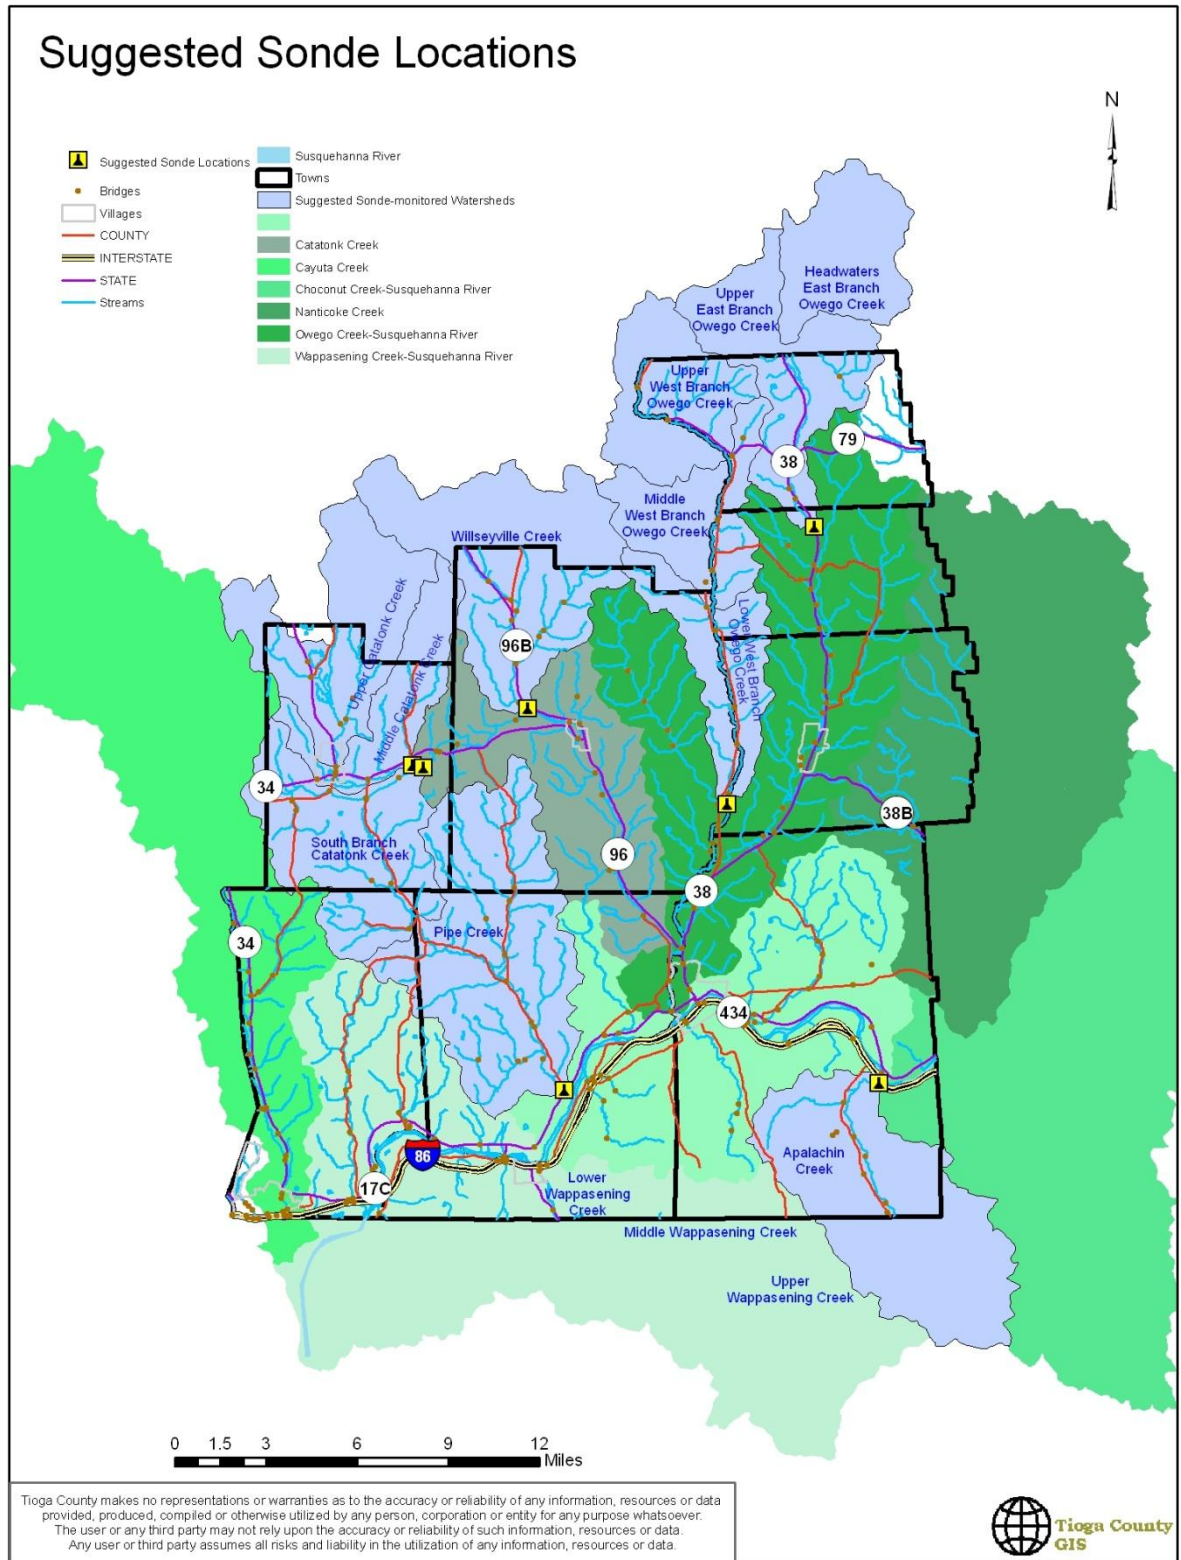 Suggested Sonde Locations
N
Suggested Sonde Locations
Bridges
Villages
COUNTY
INTERSTATE
STATE
Streams
Susquehanna River
Towns
Suggested Sonde-monitored Watersheds
Catatonk Creek
Cayuta Creek
Choconut Creek-Susquehanna River
Nanticoke Creek
Owego Creek-Susquehanna River
Wappasening Creek-Susquehanna River
Headwaters
East Branch
Owego Creek
Upper
East Branch
Owego Creek
Upper
West Branch
Owego Creek
79
38
Middle
West Branch
Owego Creek
Willseyville Creek
Upper Catatonk Creek
Middle Catatonk Creek
96B
Lower West Branch
Owego Creek
34
38B
South Branch
Catatonk Creek
96
38
34
Pipe Creek
434
86
17C
Apalachin
Creek
Lower
Wappasening
Creek
Middle Wappasening Creek
Upper
Wappasening Creek
0 1.5 3 6 9 12
Miles
Tioga County makes no representations or warranties as to the accuracy or reliability of any information, resources or data
provided, produced, compiled or otherwise utilized by any person, corporation or entity for any purpose whatsoever.
The user or any third party may not rely upon the accuracy or reliability of such information, resources or data.
Any user or third party assumes all risks and liability in the utilization of any information, resources or data.
Tioga County
GIS